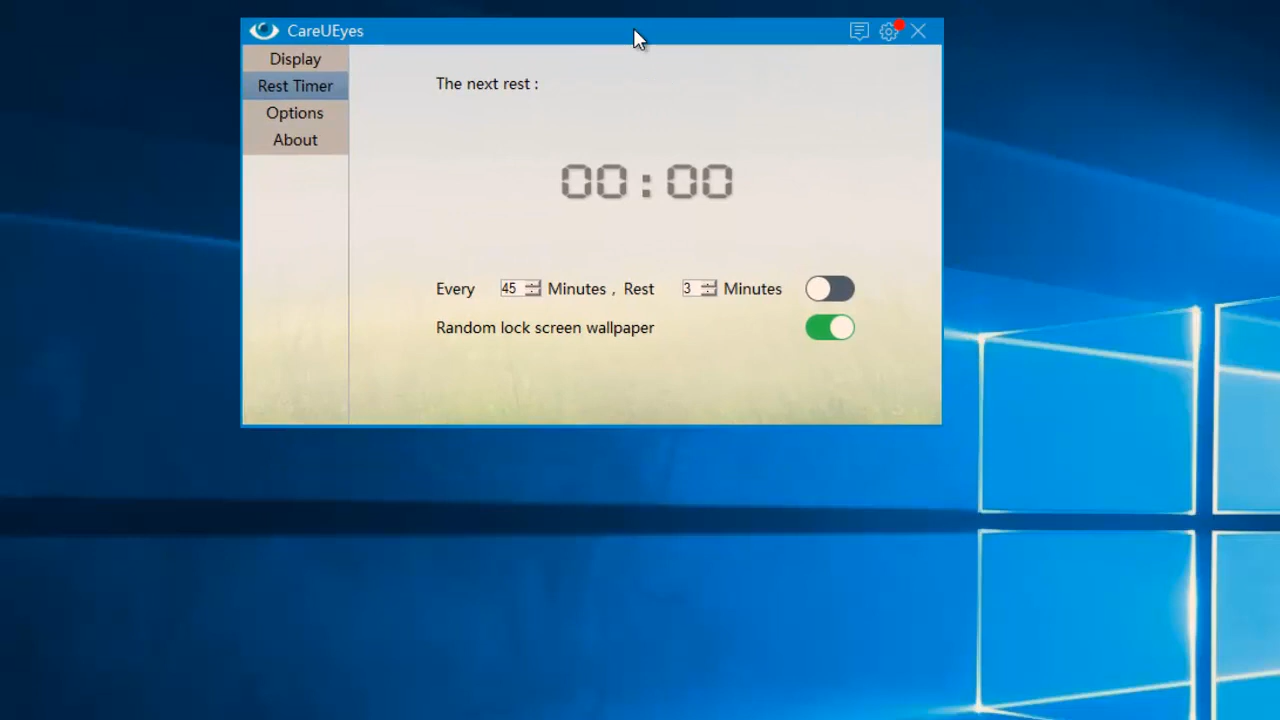 CareUEyes
Display
Rest Timer
Options
About
The next rest :
00:00
Every 45 Minutes , Rest 3 Minutes
Random lock screen wallpaper